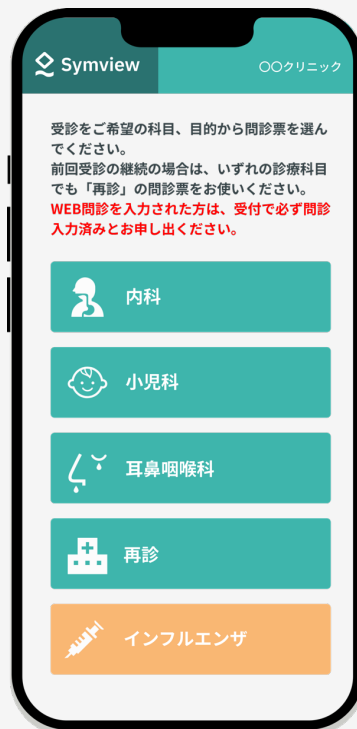 Symview
〇〇クリニック
受診をご希望の科目、目的から問診票を選ん
でください。
前回受診の継続の場合は、いずれの診療科目
でも「再診」の問診票をお使いください。
WEB問診を入力された方は、受付で必ず問診
入力済みとお申し出ください。
内科
小児科
耳鼻咽喉科
再診
インフルエンザ